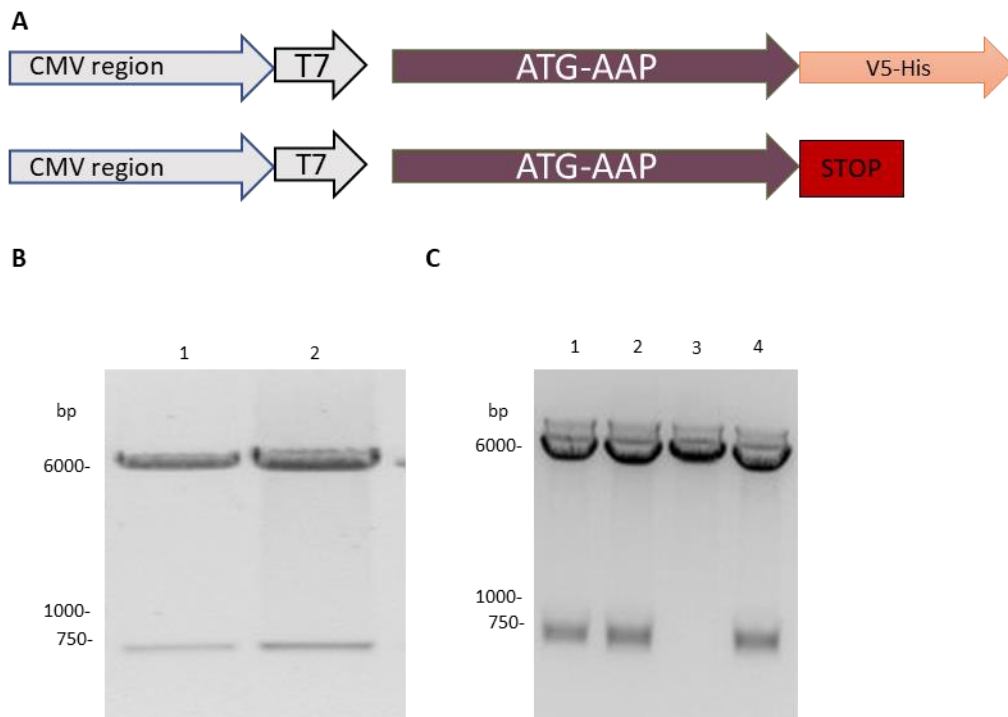 A
CMV region T7 ATG-AAP V5-His
CMV region T7 ATG-AAP STOP
B
1 2
bp
6000-
1000-
750-
C
1 2 3 4
bp
6000-
1000-
750-